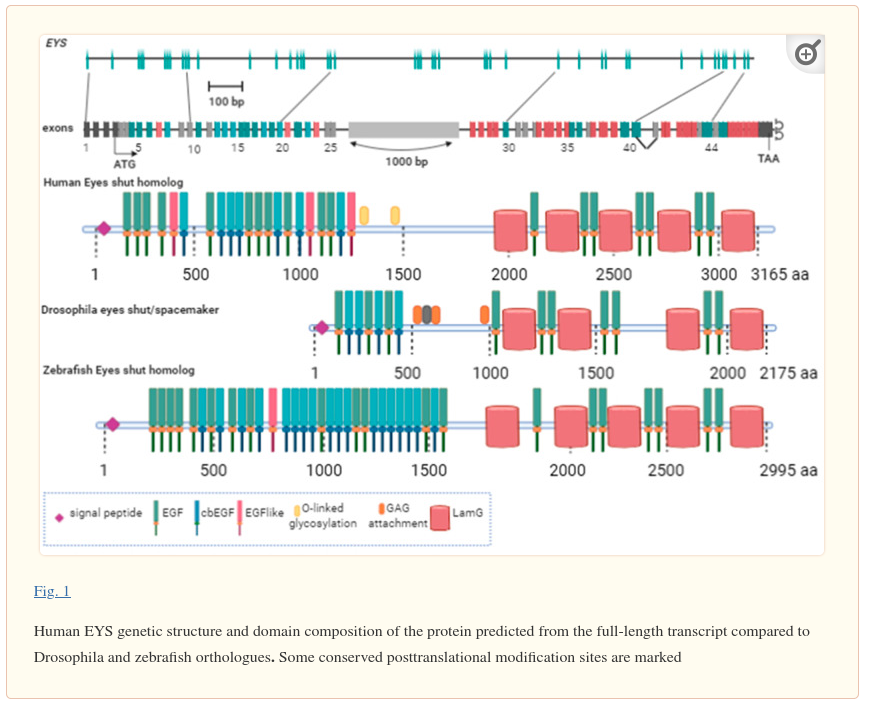 EYS
100 bp
exons
1 5 10 15 20 25 30 35 40 44
ATG
1000 bp
TAA
Human Eyes shut homolog
1 500 1000 1500 2000 2500 3000 3165 aa
Drosophila eyes shut/spacemaker
1 500 1000 1500 2000 2175 aa
Zebrafish Eyes shut homolog
1 500 1000 1500 2000 2500 2995 aa
signal peptide EGF cbEGF EGFlike O-linked glycosylation GAG attachment LamG
Fig. 1
Human EYS genetic structure and domain composition of the protein predicted from the full-length transcript compared to
Drosophila and zebrafish orthologues. Some conserved posttranslational modification sites are marked